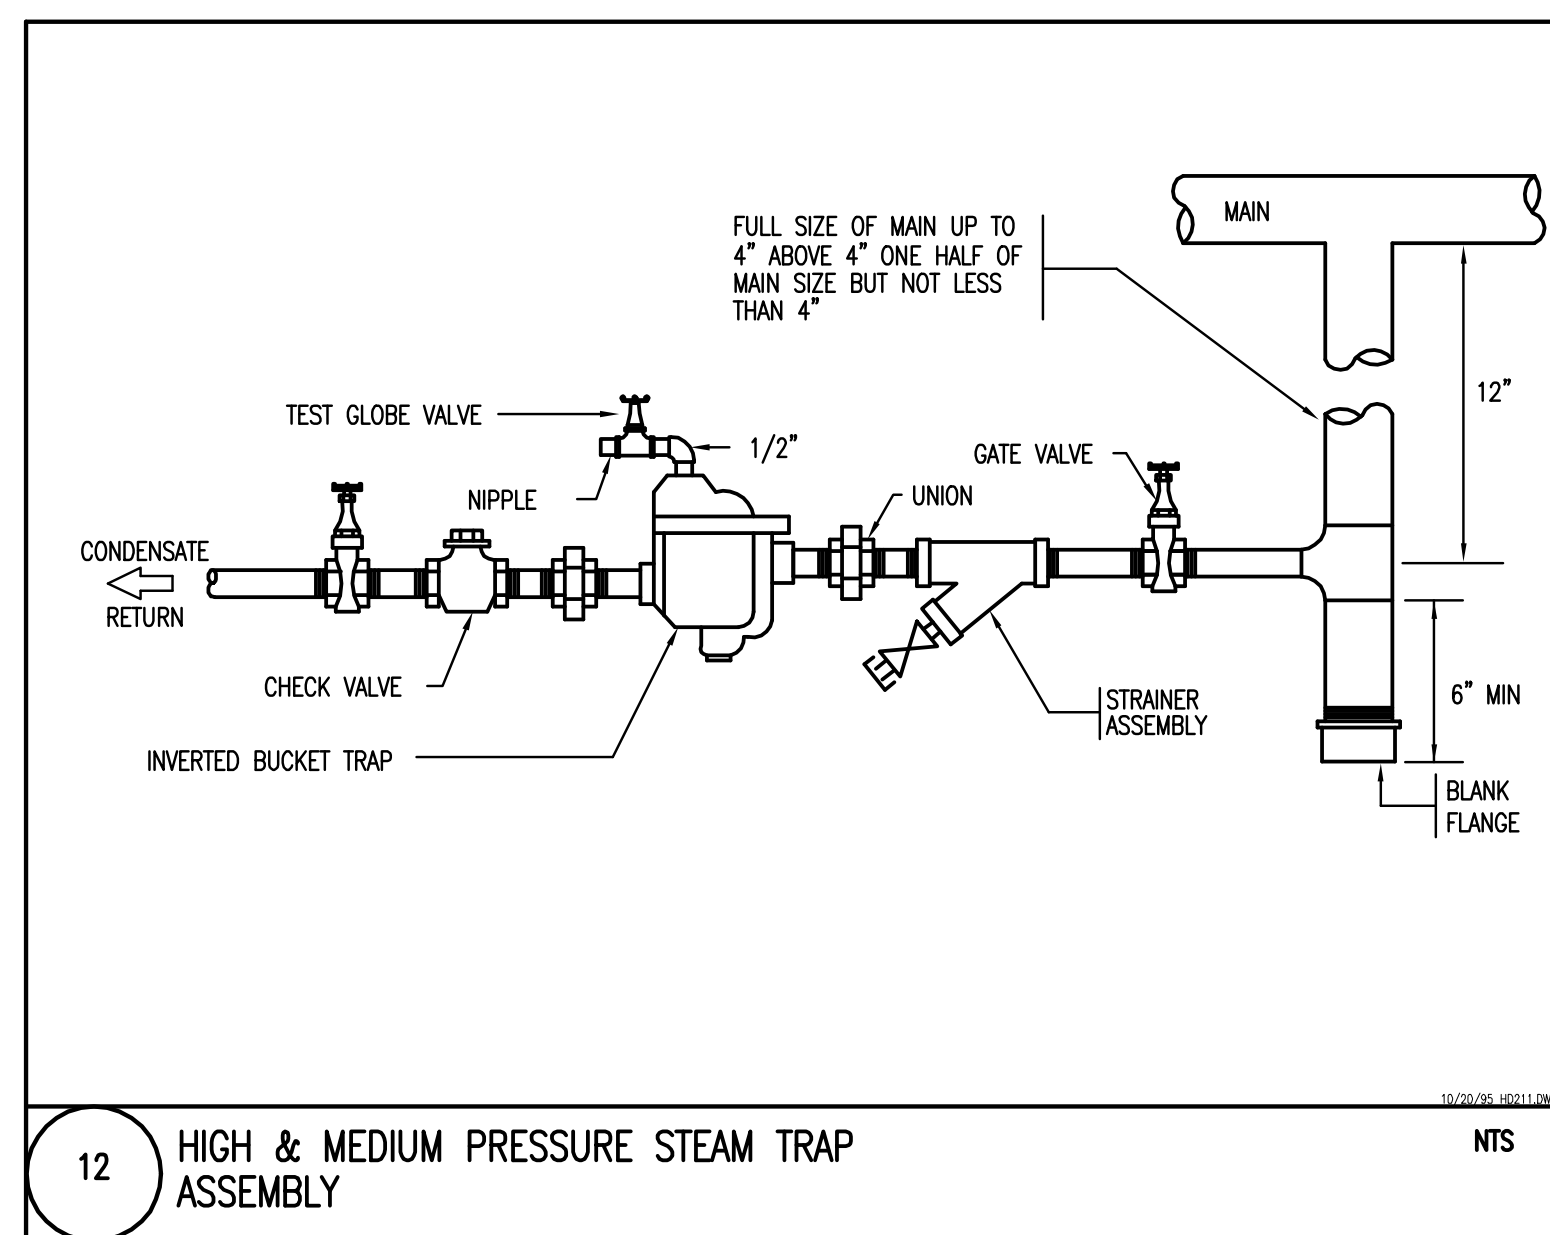 MAIN
FULL SIZE OF MAIN UP TO
4" ABOVE 4" ONE HALF OF
MAIN SIZE BUT NOT LESS
THAN 4"
12"
TEST GLOBE VALVE
1/2"
GATE VALVE
NIPPLE
UNION
CONDENSATE
RETURN
CHECK VALVE
STRAINER
ASSEMBLY
6" MIN
INVERTED BUCKET TRAP
BLANK
FLANGE
10/20/95 HD211.DW
12
HIGH & MEDIUM PRESSURE STEAM TRAP
ASSEMBLY
NTS